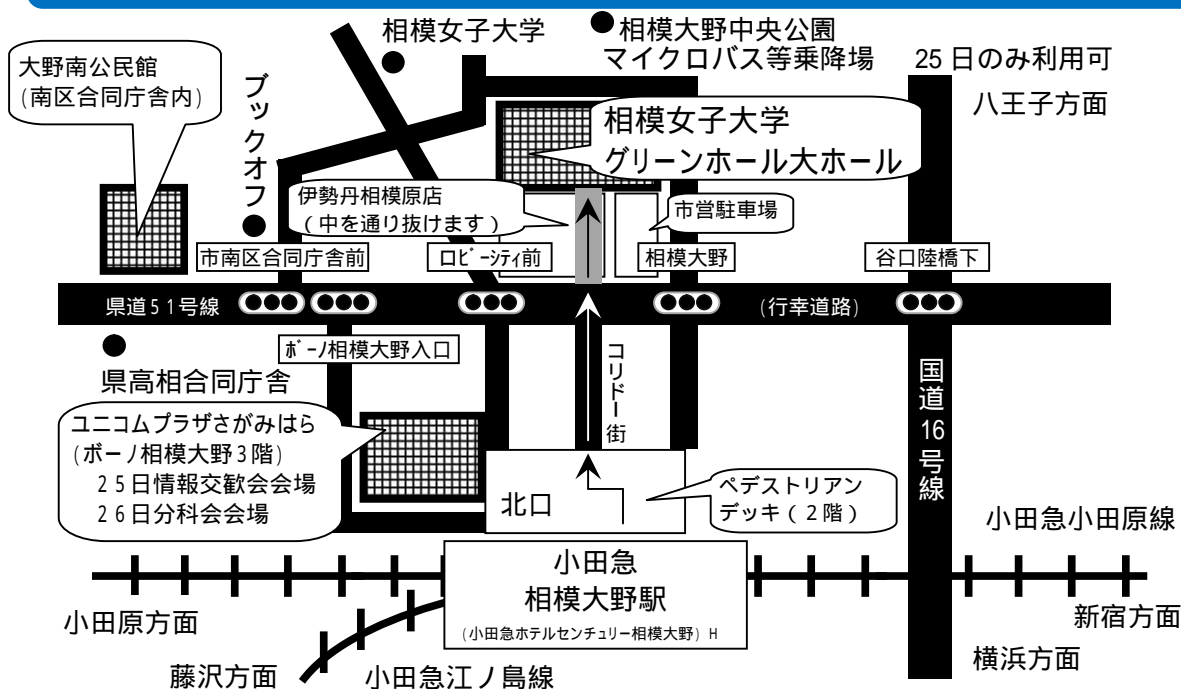 相模女子大学
相模大野中央公園
マイクロバス等乗降場
25日のみ利用可
八王子方面
大野南公民館
(南区合同庁舎内)
ブックオフ
相模女子大学
グリーンホール大ホール
伊勢丹相模原店
(中を通り抜けます)
市営駐車場
市南区合同庁舎前
ロビーシティ前
相模大野
谷口陸橋下
県道51号線
(行幸道路)
ボーノ相模大野入口
県高相合同庁舎
コリドー街
国道16号線
ユニコムプラザさがみはら
(ボーノ相模大野3階)
25日情報交歓会会場
26日分科会会場
北口
ペデストリアン
デッキ(2階)
小田急小田原線
小田急
相模大野駅
(小田急ホテルセンチュリー相模大野) H
小田原方面
新宿方面
藤沢方面
小田急江ノ島線
横浜方面